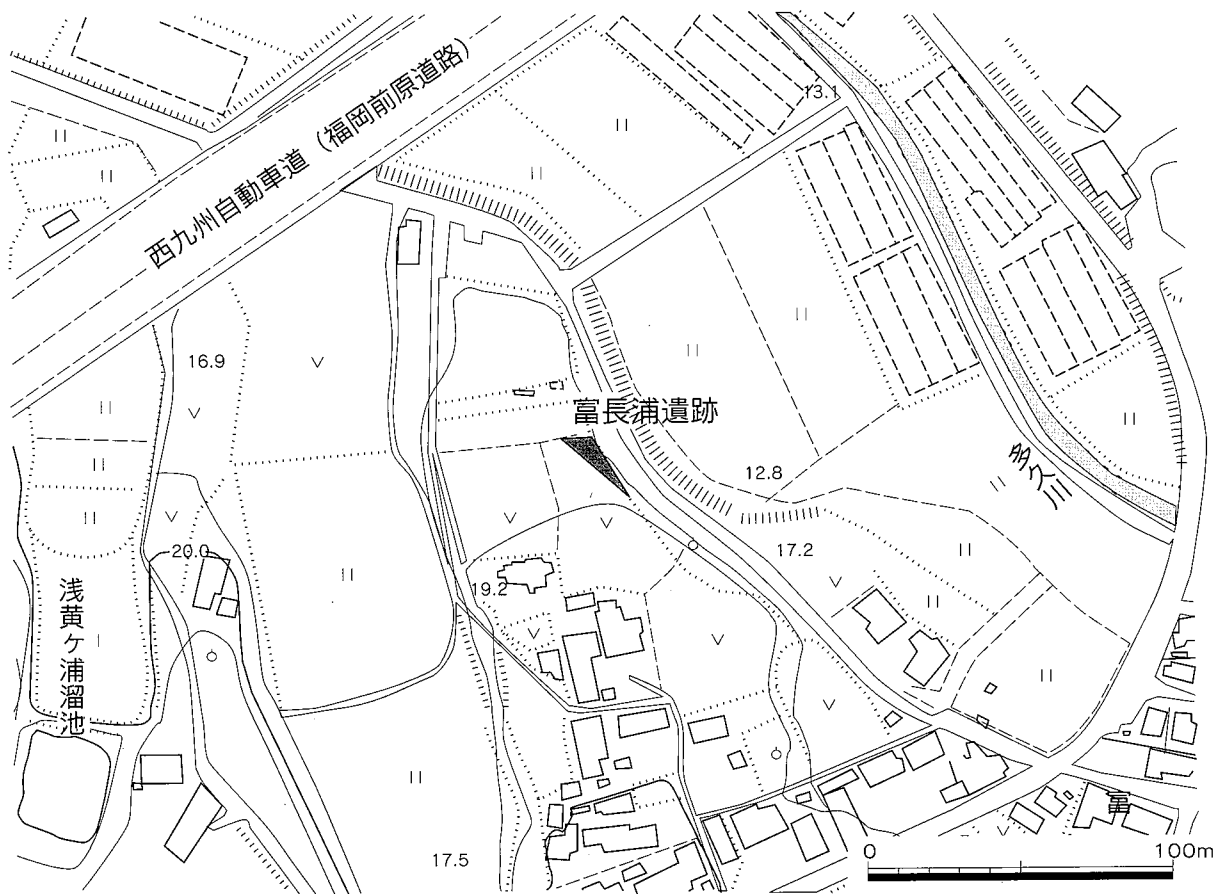 西九州自動車道（福岡前原道路）
13.1
16.9
富長浦遺跡
12.8
多久川
20.0
19.2
17.2
浅黄ヶ浦溜池
17.5
富
0 100m